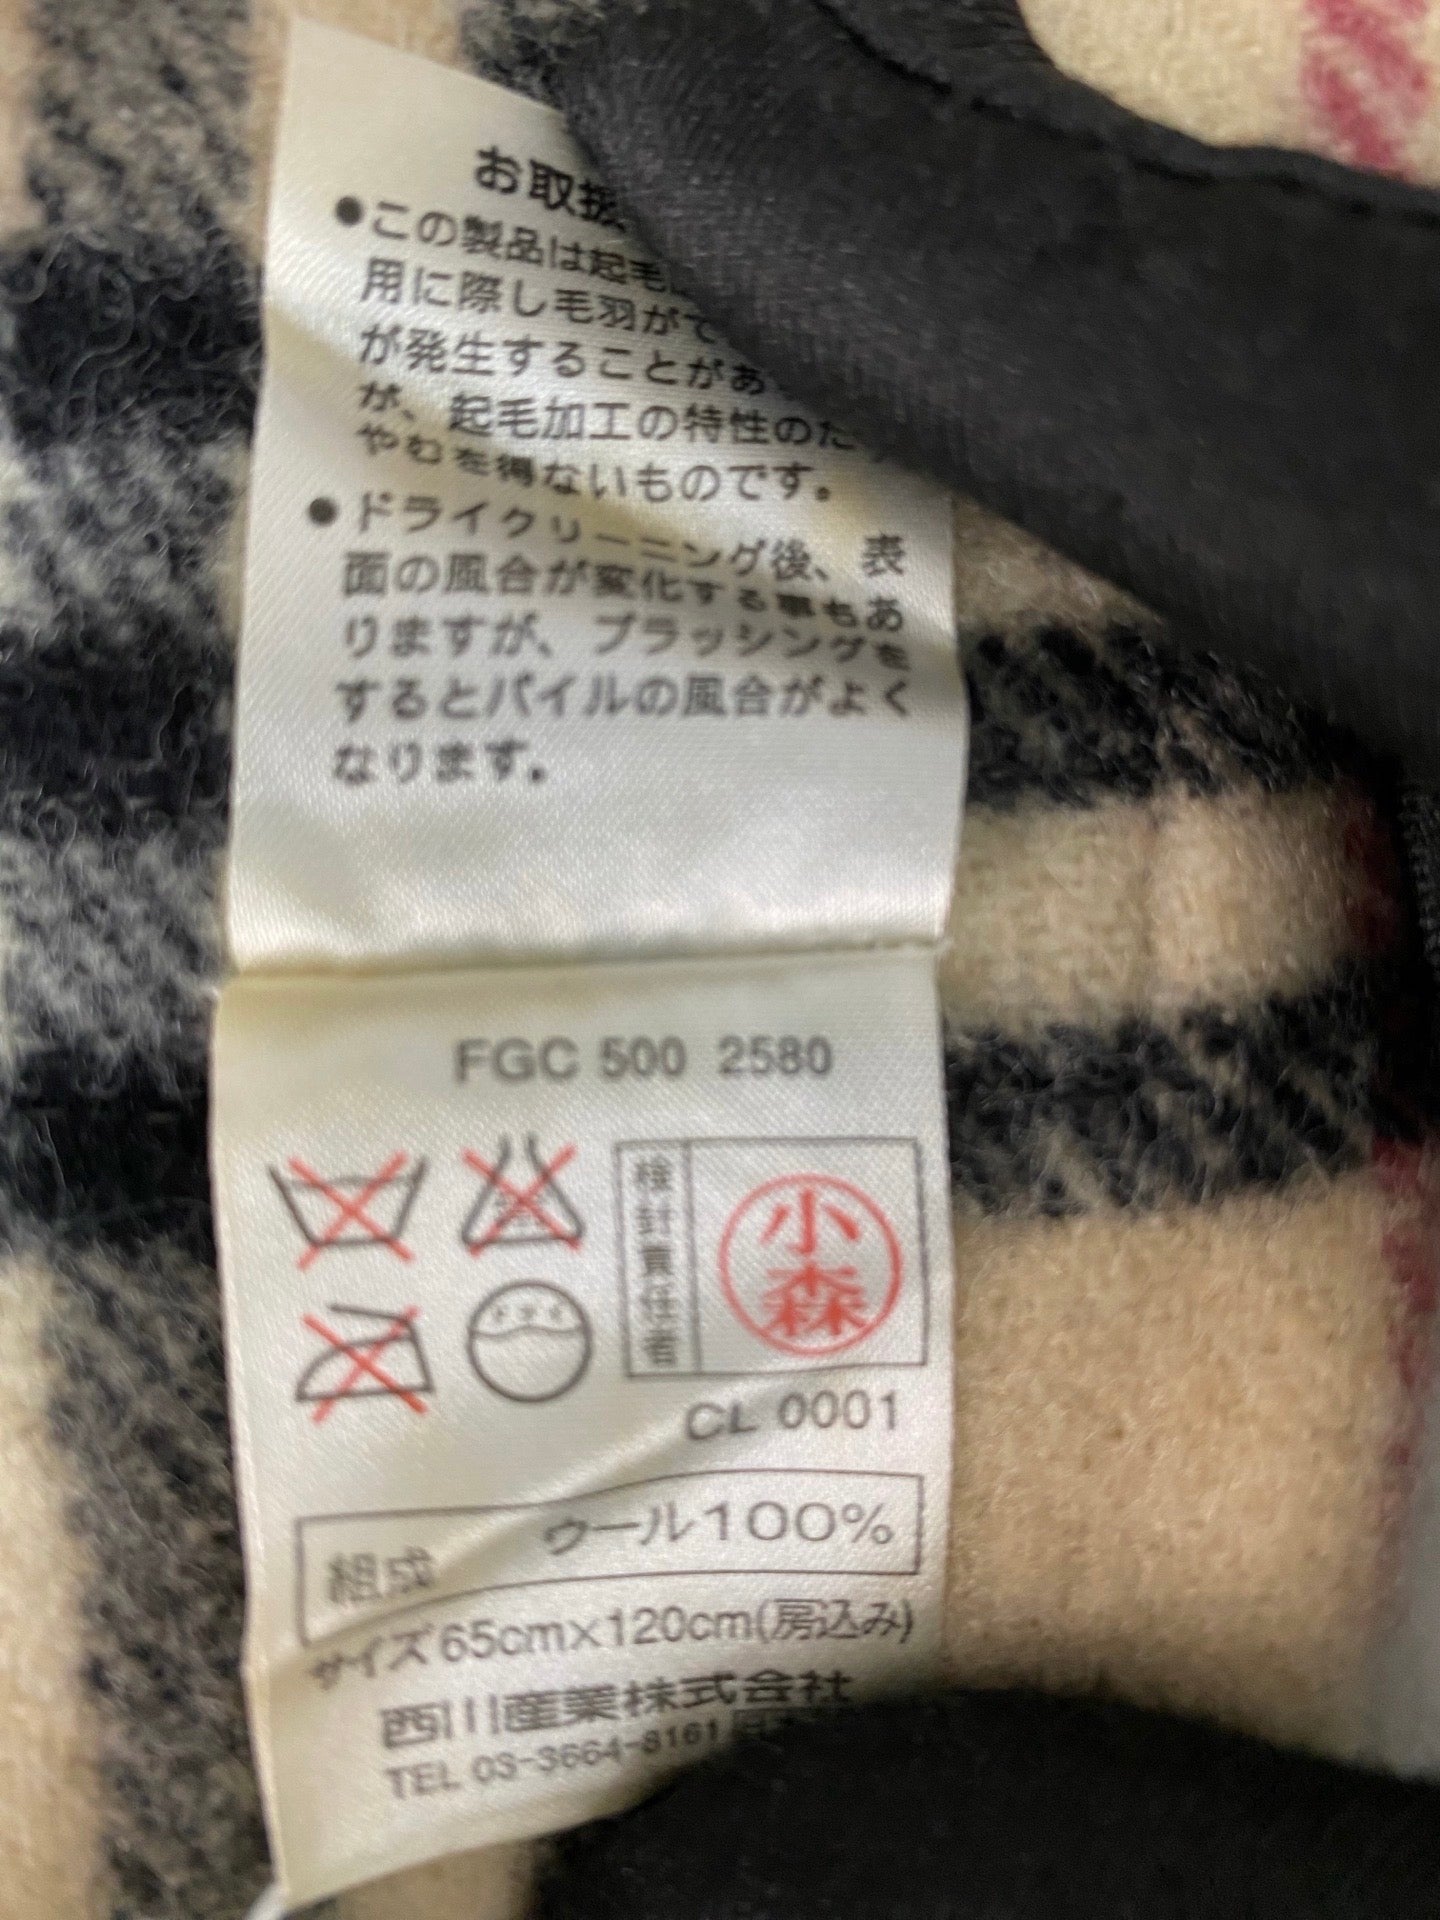 お取扱
●この製品は起毛
用に際し毛羽がで
が発生することがあ
が、起毛加工の特性のた
やむを得ないものです。
●ドライクリーニング後、表
面の風合が変化する事もあ
りますが、ブラッシングを
するとパイルの風合がよく
なります。
FGC 500 2580
検針責任者
小森
CL 0001
組成 ウール100%
サイズ65cm×120cm(房込み)
西川産業株式会社
TEL 03-3664-8161